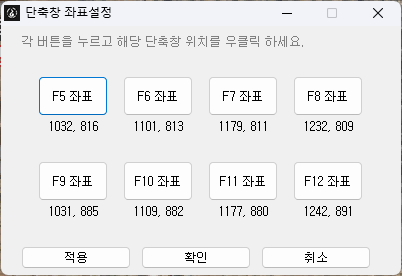 단축창 좌표설정
각 버튼을 누르고 해당 단축창 위치를 우클릭 하세요.
F5 좌표 F6 좌표 F7 좌표 F8 좌표
1032, 816 1101, 813 1179, 811 1232, 809
F9 좌표 F10 좌표 F11 좌표 F12 좌표
1031, 885 1109, 882 1177, 880 1242, 891
적용 확인 취소